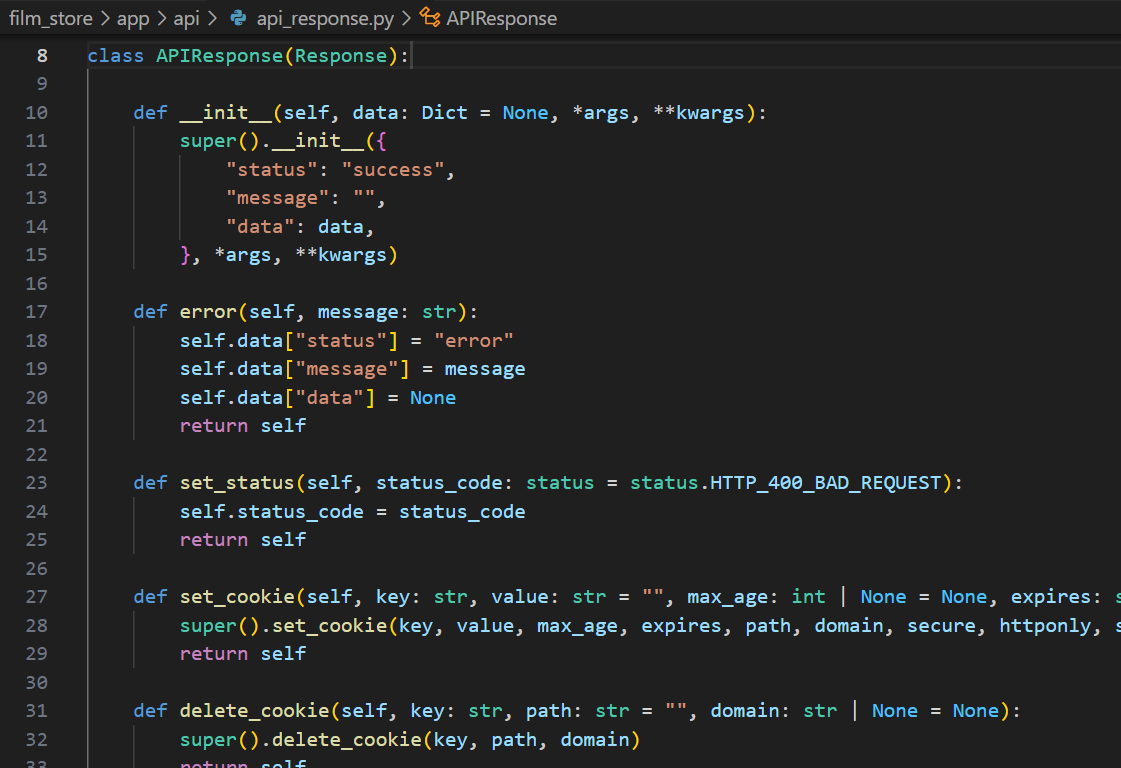 film_store > app > api > api_response.py > APIResponse
8 class APIResponse(Response):
9
10     def __init__(self, data: Dict = None, *args, **kwargs):
11         super().__init__({
12             "status": "success",
13             "message": "",
14             "data": data,
15         }, *args, **kwargs)
16
17     def error(self, message: str):
18         self.data["status"] = "error"
19         self.data["message"] = message
20         self.data["data"] = None
21         return self
22
23     def set_status(self, status_code: status = status.HTTP_400_BAD_REQUEST):
24         self.status_code = status_code
25         return self
26
27     def set_cookie(self, key: str, value: str = "", max_age: int | None = None, expires:
28         super().set_cookie(key, value, max_age, expires, path, domain, secure, httponly,
29         return self
30
31     def delete_cookie(self, key: str, path: str = "", domain: str | None = None):
32         super().delete_cookie(key, path, domain)
33         return self